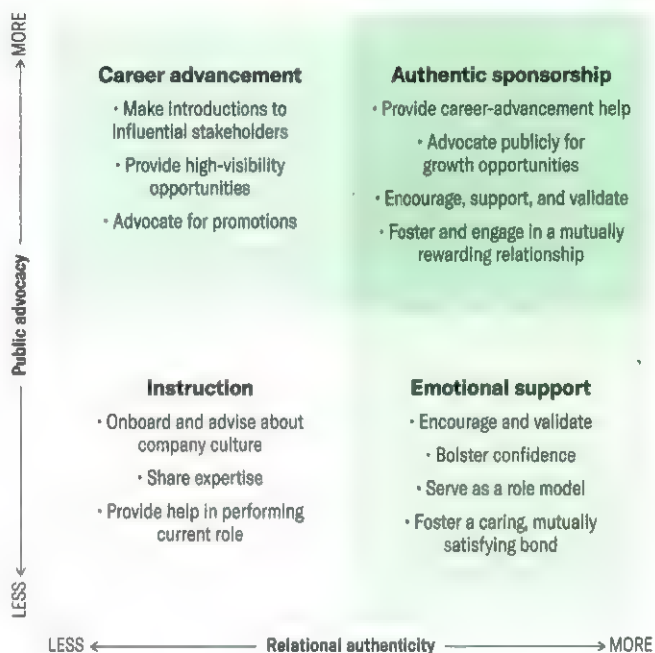 MORE
Career advancement
• Make introductions to
influential stakeholders
• Provide high-visibility
opportunities
• Advocate for promotions
Authentic sponsorship
• Provide career-advancement help
• Advocate publicly for
growth opportunities
• Encourage, support, and validate
• Foster and engage in a mutually
rewarding relationship
Public advocacy
Instruction
• Onboard and advise about
company culture
• Share expertise
• Provide help in performing
current role
Emotional support
• Encourage and validate
• Bolster confidence
• Serve as a role model
• Foster a caring, mutually
satisfying bond
LESS
LESS Relational authenticity MORE